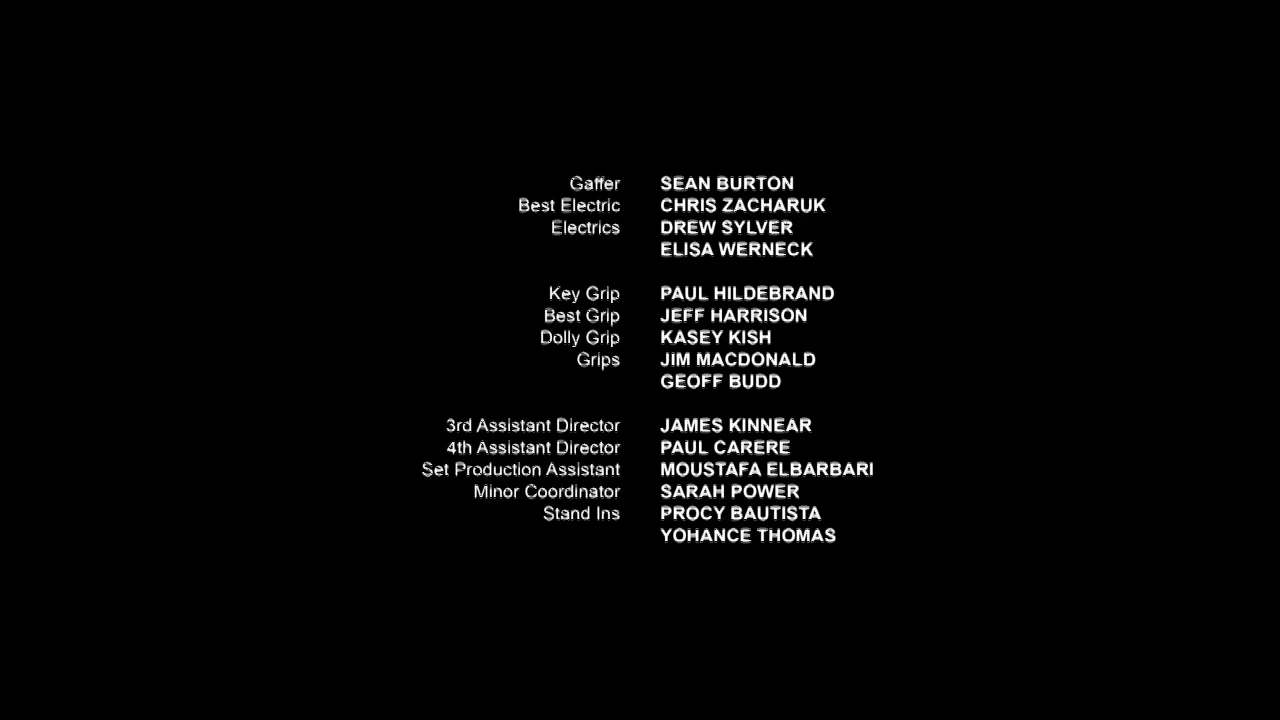 Gaffer SEAN BURTON
Best Electric CHRIS ZACHARUK
Electrics DREW SYLVER
ELISA WERNECK
Key Grip PAUL HILDEBRAND
Best Grip JEFF HARRISON
Dolly Grip KASEY KISH
Grips JIM MACDONALD
GEOFF BUDD
3rd Assistant Director JAMES KINNEAR
4th Assistant Director PAUL CARERE
Set Production Assistant MOUSTAFA ELBARBARI
Minor Coordinator SARAH POWER
Stand Ins PROCY BAUTISTA
YOHANCE THOMAS